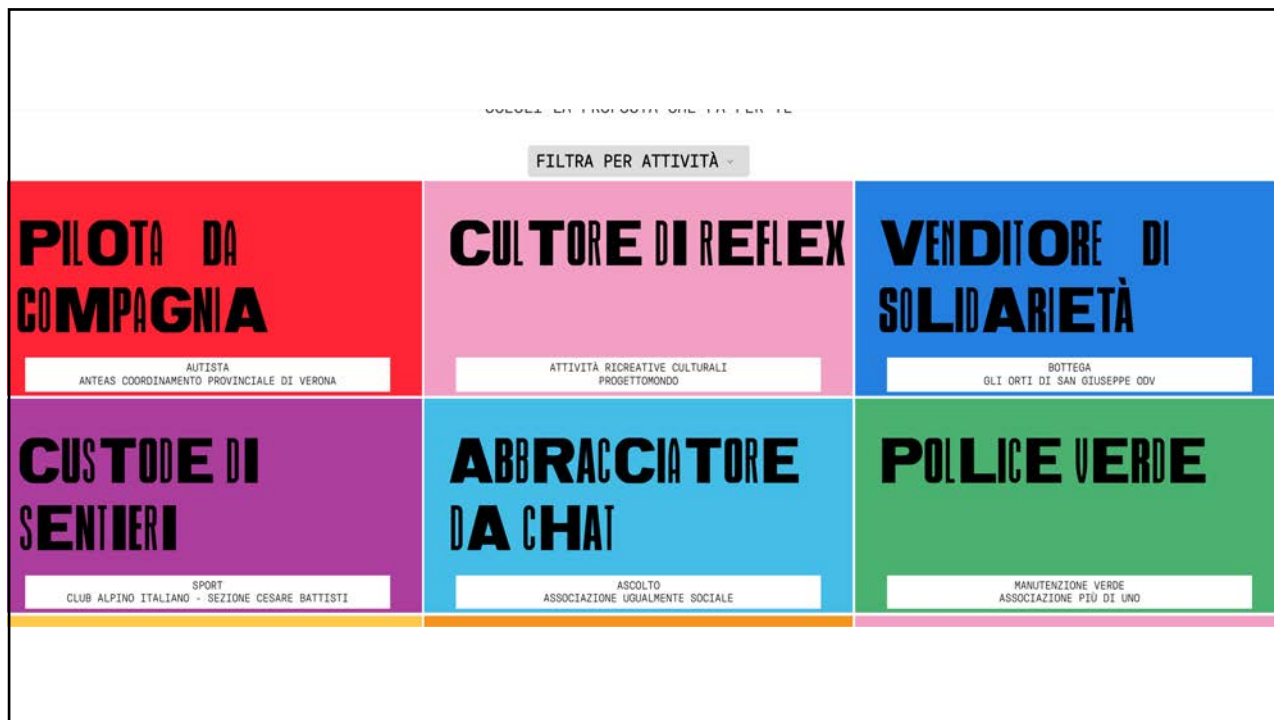 FILTRA PER ATTIVITÀ
PILOTA DA
COMPAGNIA
AUTISTA
ANTEAS COORDINAMENTO PROVINCIALE DI VERONA
CULTORE DI REFLEX
ATTIVITÀ RICREATIVE CULTURALI
PROGETTOMONDO
VENDITORE DI
SOLIDARIETÀ
BOTTEGA
GLI ORTI DI SAN GIUSEPPE ODV
CUSTODE DI
SENTIERI
SPORT
CLUB ALPINO ITALIANO - SEZIONE CESARE BATTISTI
ABBRACCIATORE
DA CHAT
ASCOLTO
ASSOCIAZIONE UGUALMENTE SOCIALE
POLLICE VERDE
MANUTENZIONE VERDE
ASSOCIAZIONE PIÙ DI UNO